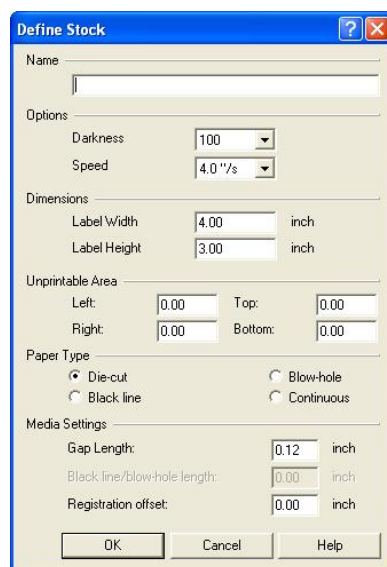 Define Stock
Name
Options
Darkness 100
Speed 4.0 "/s
Dimensions
Label Width 4.00 inch
Label Height 3.00 inch
Unprintable Area
Left: 0.00 Top: 0.00
Right: 0.00 Bottom: 0.00
Paper Type
Die-cut Blow-hole
Black line Continuous
Media Settings
Gap Length: 0.12 inch
Black line/blow-hole length: 0.00 inch
Registration offset: 0.00 inch
OK Cancel Help